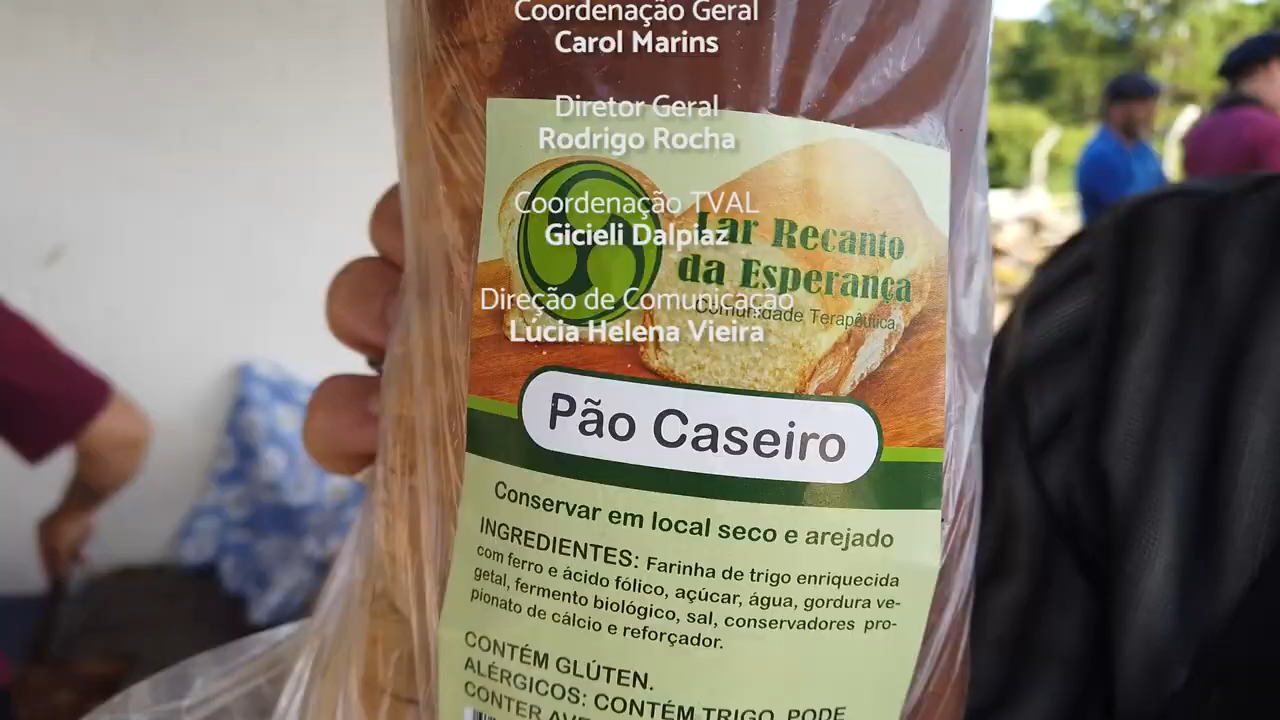 Coordenação Geral
Carol Marins
Diretor Geral
Rodrigo Rocha
Coordenação TVAL
Gicieli Dalpiaz
Direção de Comunicação
Lúcia Helena Vieira
Lar Recanto
da Esperança
Comunidade Terapêutica
Pão Caseiro
Conservar em local seco e arejado
INGREDIENTES: Farinha de trigo enriquecida
com ferro e ácido fólico, açúcar, água, gordura ve-
getal, fermento biológico, sal, conservadores pro-
pionato de cálcio e reforçador.
CONTÉM GLÚTEN.
ALÉRGICOS: CONTÉM TRIGO, PODE
CONTER